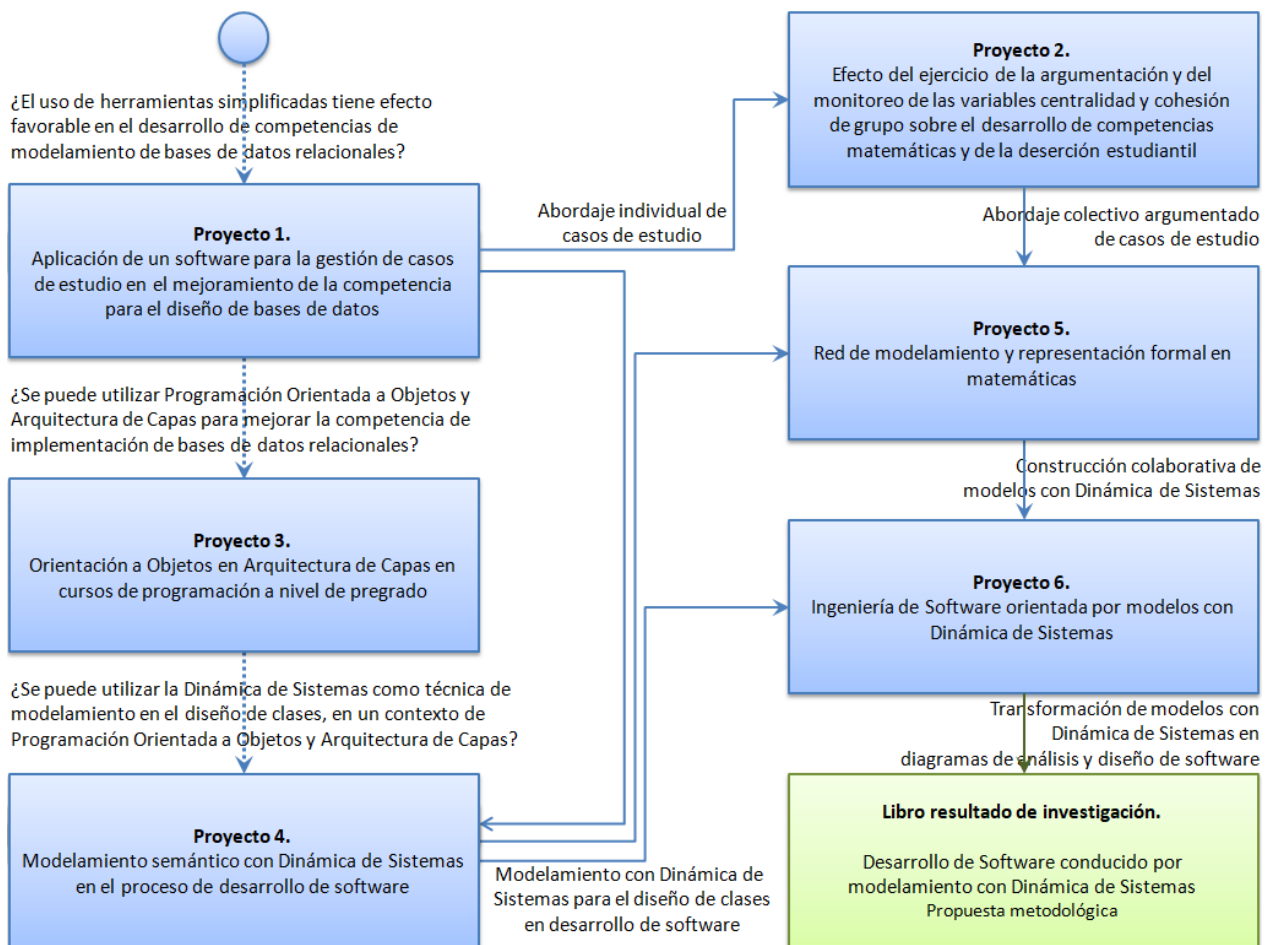 ¿El uso de herramientas simplificadas tiene efecto
favorable en el desarrollo de competencias de
modelamiento de bases de datos relacionales?
Proyecto 1.
Aplicación de un software para la gestión de casos
de estudio en el mejoramiento de la competencia
para el diseño de bases de datos
¿Se puede utilizar Programación Orientada a Objetos y
Arquitectura de Capas para mejorar la competencia de
implementación de bases de datos relacionales?
Proyecto 3.
Orientación a Objetos en Arquitectura de Capas en
cursos de programación a nivel de pregrado
¿Se puede utilizar la Dinámica de Sistemas como técnica de
modelamiento en el diseño de clases, en un contexto de
Programación Orientada a Objetos y Arquitectura de Capas?
Proyecto 4.
Modelamiento semántico con Dinámica de Sistemas
en el proceso de desarrollo de software
Abordaje individual de
casos de estudio
Modelamiento con Dinámica de
Sistemas para el diseño de clases
en desarrollo de software
Proyecto 2.
Efecto del ejercicio de la argumentación y del
monitoreo de las variables centralidad y cohesión
de grupo sobre el desarrollo de competencias
matemáticas y de la deserción estudiantil
Abordaje colectivo argumentado
de casos de estudio
Proyecto 5.
Red de modelamiento y representación formal en
matemáticas
Construcción colaborativa de
modelos con Dinámica de Sistemas
Proyecto 6.
Ingeniería de Software orientada por modelos con
Dinámica de Sistemas
Transformación de modelos con
Dinámica de Sistemas en
diagramas de análisis y diseño de software
Libro resultado de investigación.
Desarrollo de Software conducido por
modelamiento con Dinámica de Sistemas
Propuesta metodológica